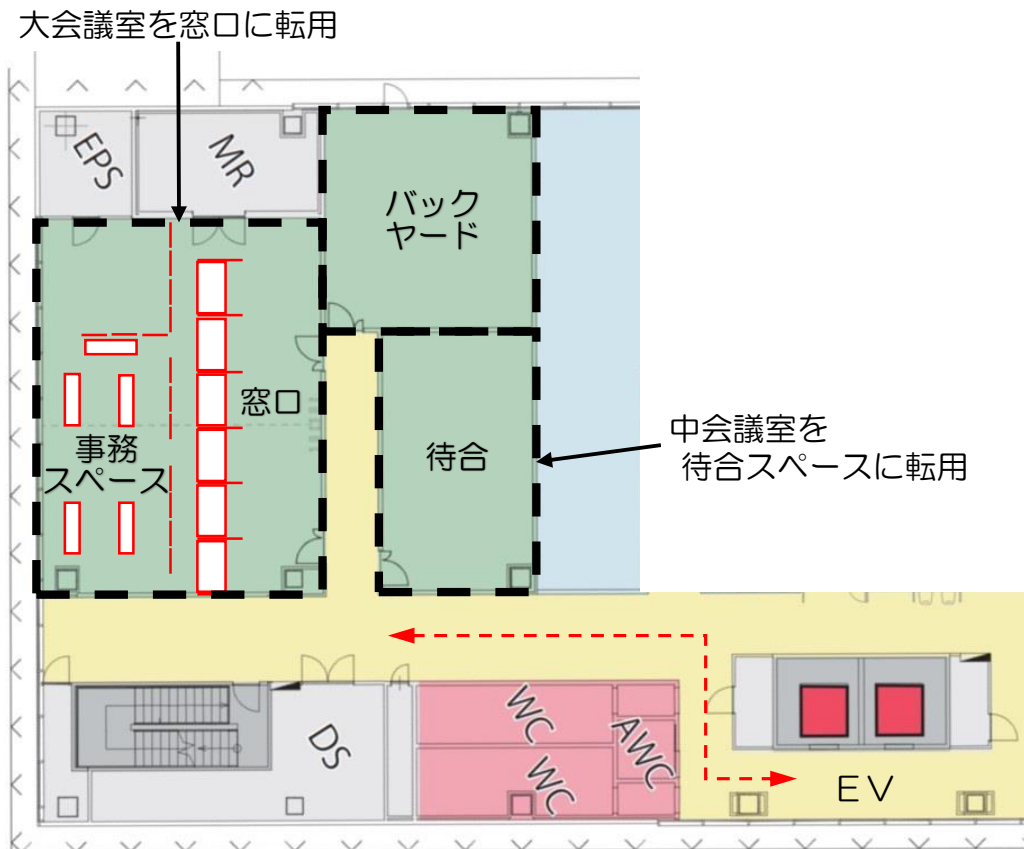 大会議室を窓口に転用
EPS
MR
バック
ヤード
窓口
事務
スペース
待合
中会議室を
待合スペースに転用
WC
AWC
WC
DS
EV